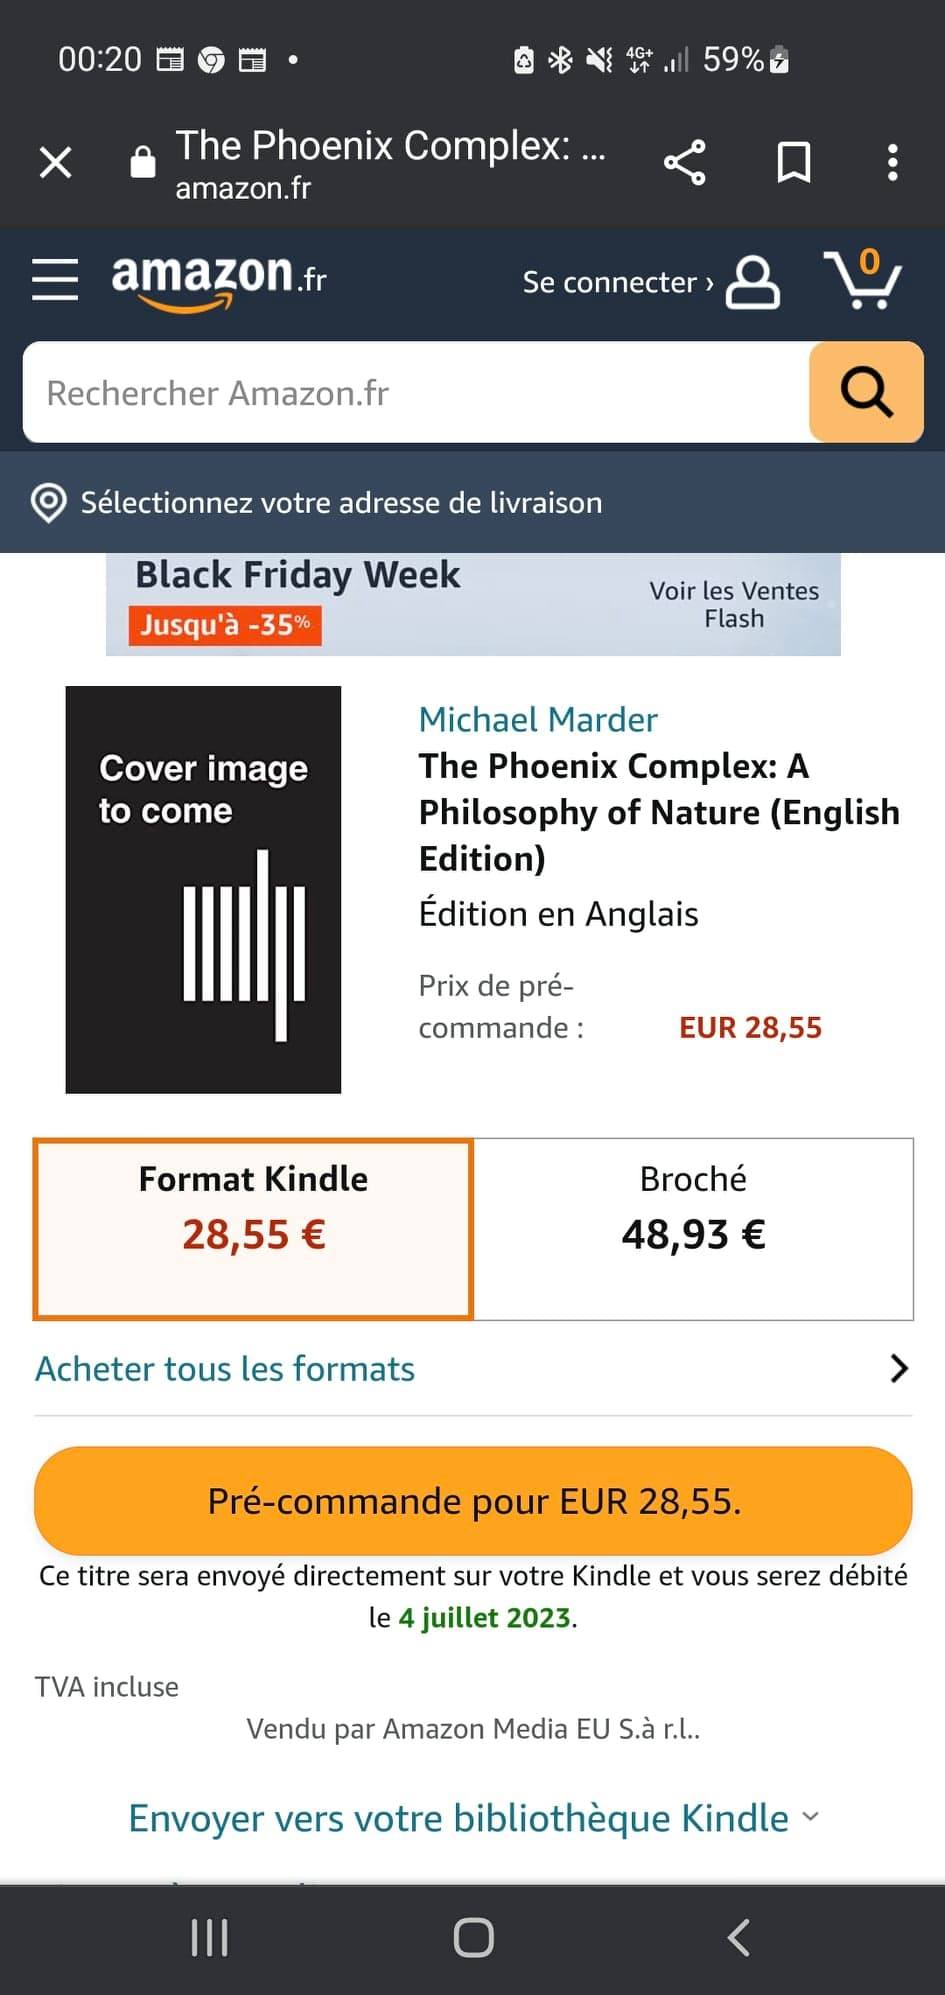 00:20
4G+
59%
The Phoenix Complex: ...
amazon.fr
amazon.fr
Se connecter ›
0
Rechercher Amazon.fr
Sélectionnez votre adresse de livraison
Black Friday Week
Jusqu'à -35%
Voir les Ventes
Flash
Cover image
to come
Michael Marder
The Phoenix Complex: A
Philosophy of Nature (English
Edition)
Édition en Anglais
Prix de pré-
commande :
EUR 28,55
Format Kindle
28,55 €
Broché
48,93 €
Acheter tous les formats
Pré-commande pour EUR 28,55.
Ce titre sera envoyé directement sur votre Kindle et vous serez débité
le 4 juillet 2023.
TVA incluse
Vendu par Amazon Media EU S.à r.l..
Envoyer vers votre bibliothèque Kindle